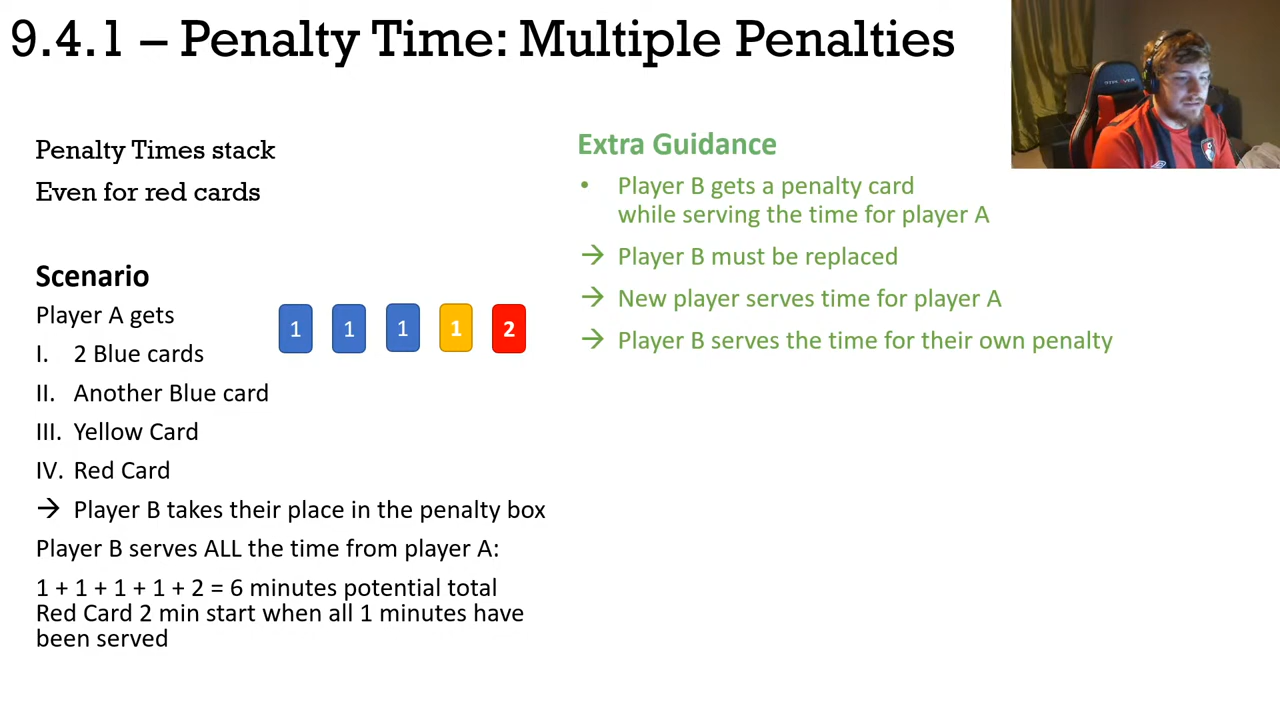 9.4.1 – Penalty Time: Multiple Penalties
Penalty Times stack
Even for red cards
Scenario
Player A gets
I. 2 Blue cards
II. Another Blue card
III. Yellow Card
IV. Red Card
→ Player B takes their place in the penalty box
Player B serves ALL the time from player A:
1 + 1 + 1 + 1 + 2 = 6 minutes potential total
Red Card 2 min start when all 1 minutes have
been served
1 1 1 1 2
Extra Guidance
• Player B gets a penalty card
while serving the time for player A
→ Player B must be replaced
→ New player serves time for player A
→ Player B serves the time for their own penalty